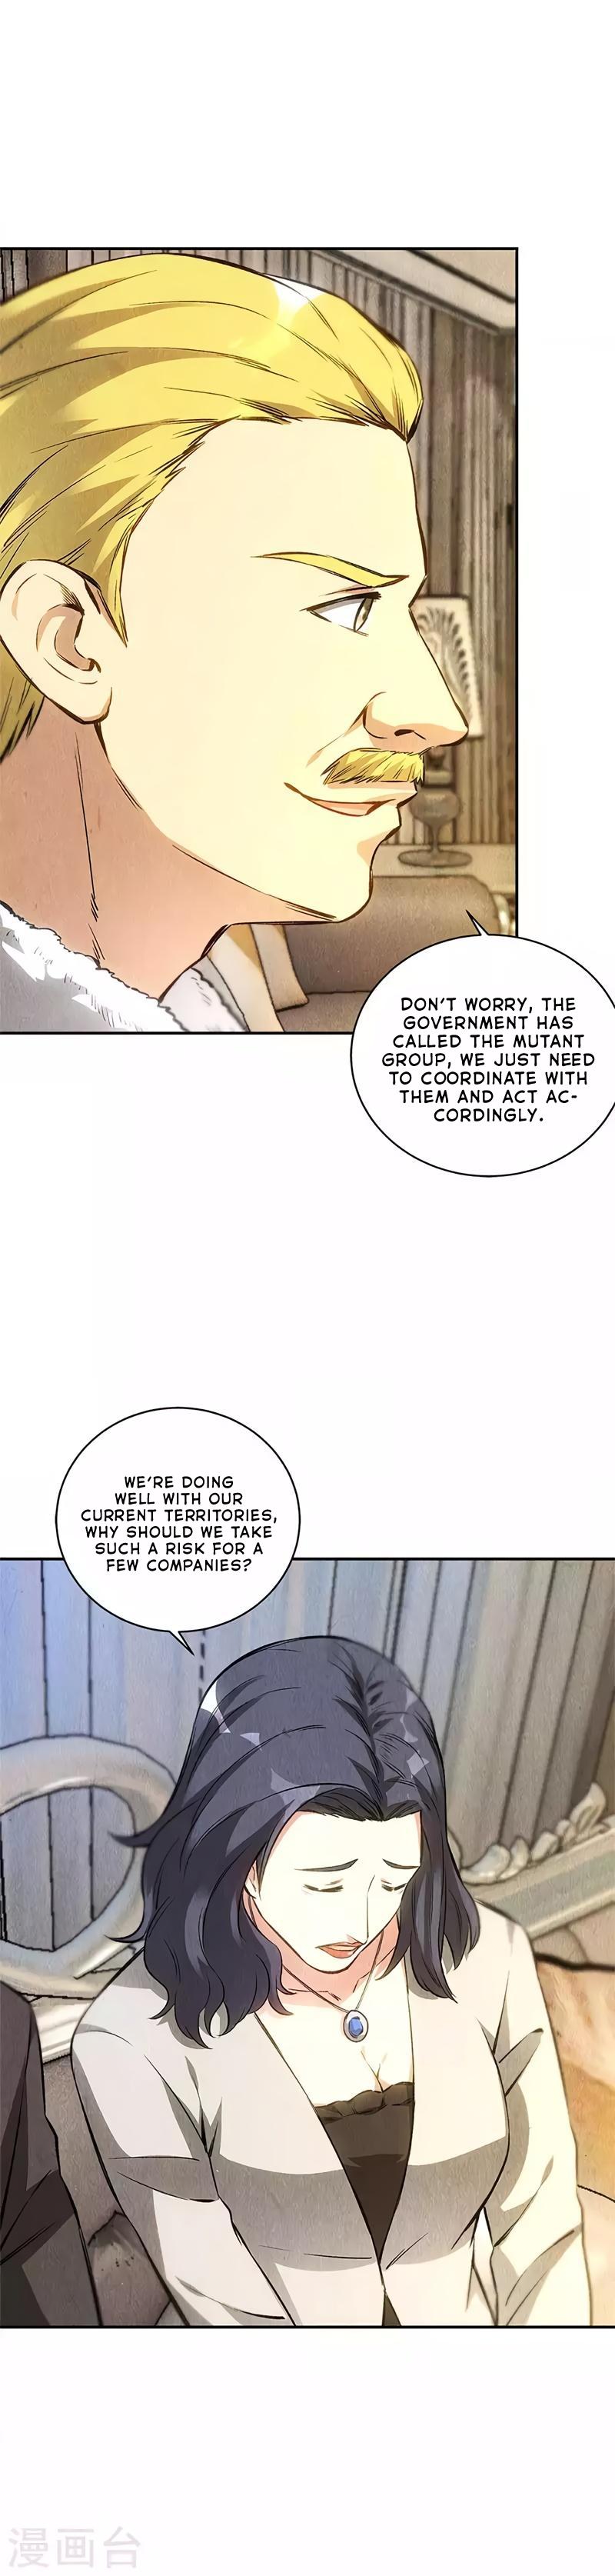 DON'T WORRY, THE
GOVERNMENT HAS
CALLED THE MUTANT
GROUP, WE JUST NEED
TO COORDINATE WITH
THEM AND ACT AC-
CORDINGLY.
WE'RE DOING
WELL WITH OUR
CURRENT TERRITORIES,
WHY SHOULD WE TAKE
SUCH A RISK FOR A
FEW COMPANIES?
漫画台